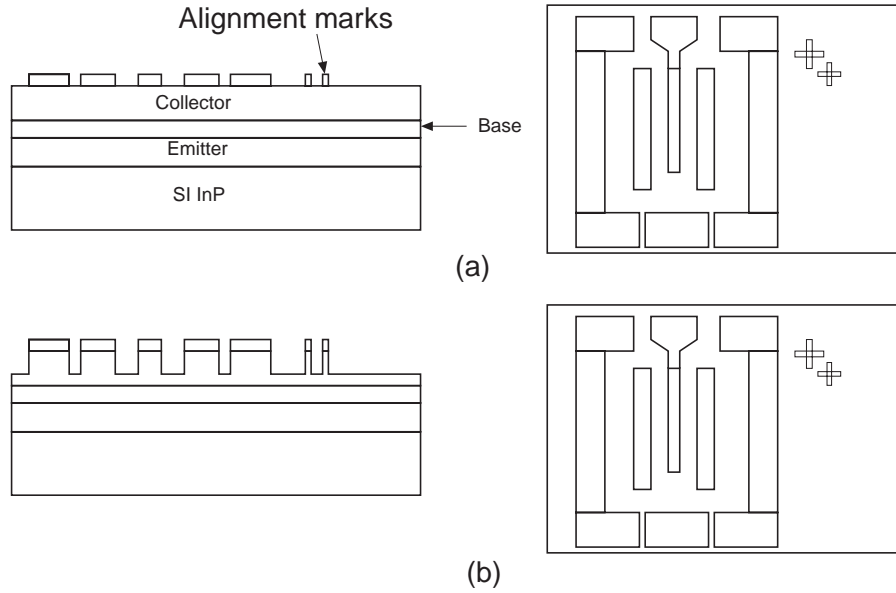 Alignment marks
Collector
Base
Emitter
SI InP
(a)
(b)